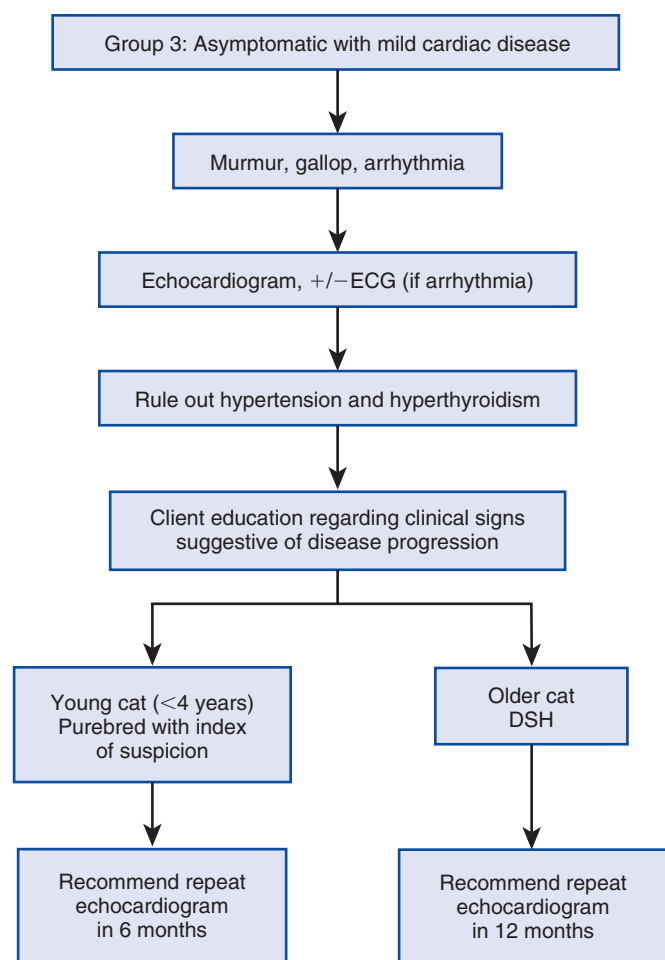 Group 3: Asymptomatic with mild cardiac disease
Murmur, gallop, arrhythmia
Echocardiogram, +/−ECG (if arrhythmia)
Rule out hypertension and hyperthyroidism
Client education regarding clinical signs
suggestive of disease progression
Young cat (<4 years)
Purebred with index
of suspicion
Older cat
DSH
Recommend repeat
echocardiogram
in 6 months
Recommend repeat
echocardiogram
in 12 months